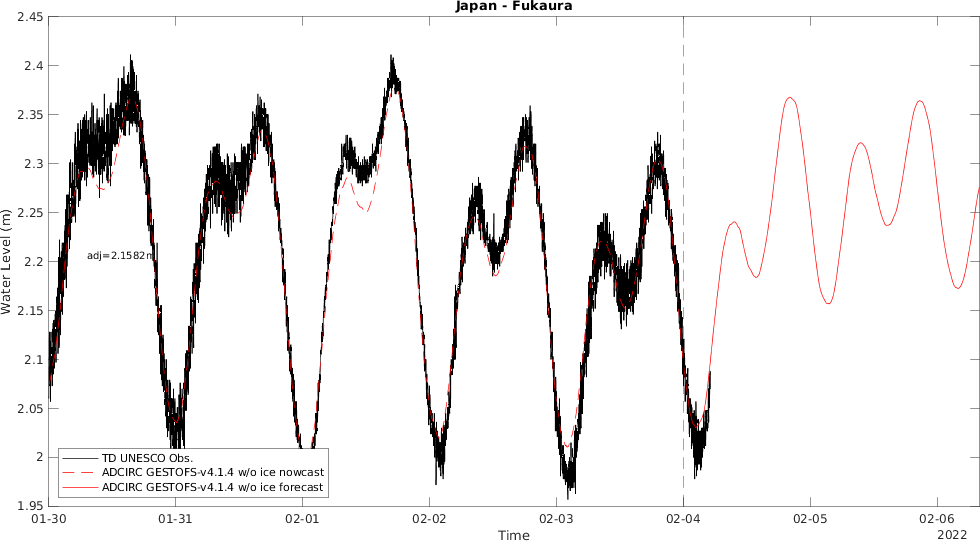 Japan - Fukaura
2.45
2.4
2.35
2.3
2.25
2.2
2.15
2.1
2.05
2
1.95
Water Level (m)
adj=2.1582m
TD UNESCO Obs.
ADCIRC GESTOFS-v4.1.4 w/o ice nowcast
ADCIRC GESTOFS-v4.1.4 w/o ice forecast
01-30 01-31 02-01 02-02 02-03 02-04 02-05 02-06
Time
2022